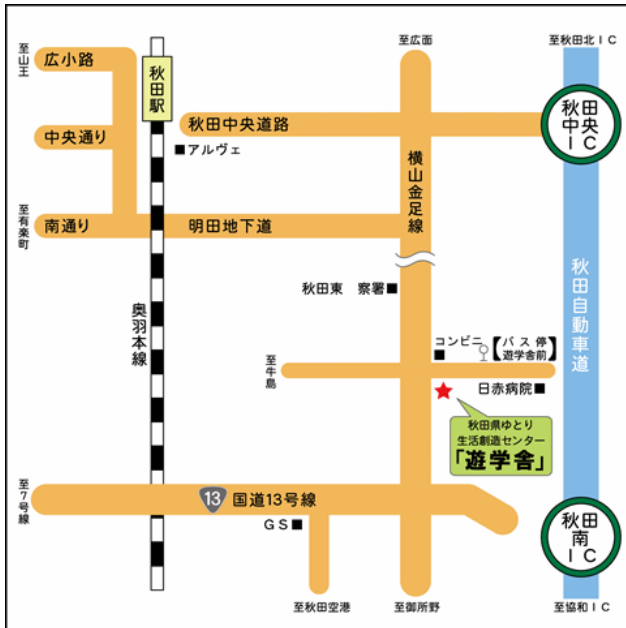 至広面
至秋田北IC
至山王
広小路
秋田駅
秋田中央道路
秋田
中央
IC
中央通り
■アルヴェ
横山金足線
至有楽町
南通り
明田地下道
秋田自動車道
秋田東 察署■
奥羽本線
コンビニ
■
【バス停
遊学舎前】
至牛島
日赤病院■
秋田県ゆとり
生活創造センター
「遊学舎」
至7号線
13
国道13号線
GS■
秋田
南
IC
至秋田空港
至御所野
至協和IC